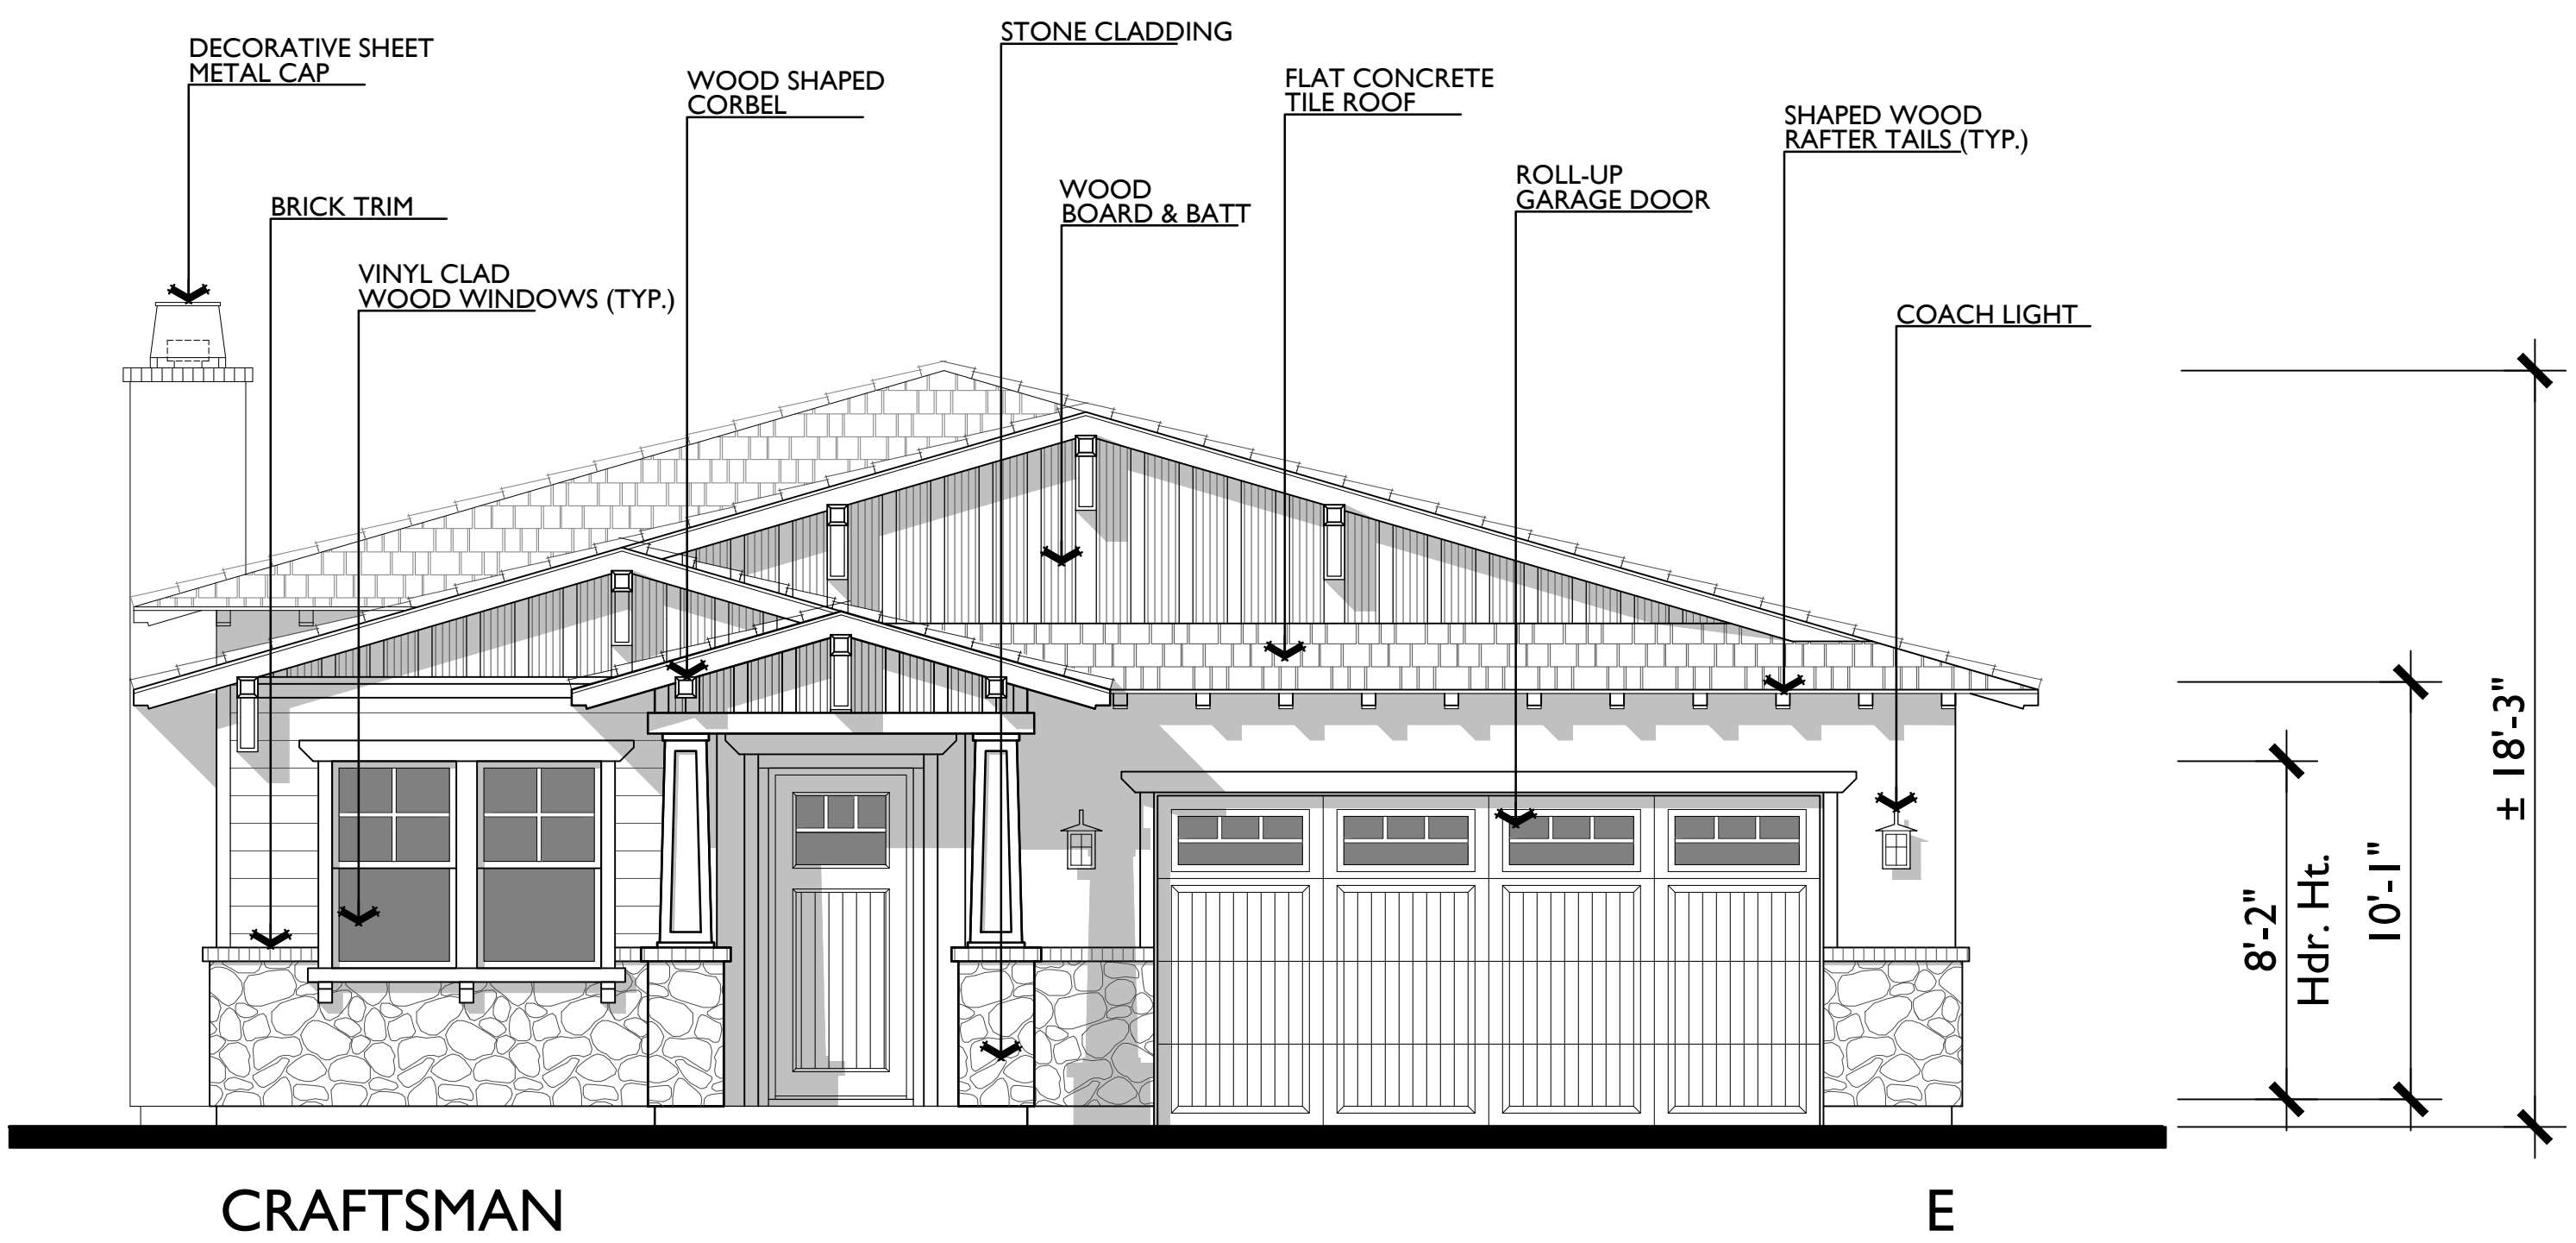 STONE CLADDING
DECORATIVE SHEET
METAL CAP
WOOD SHAPED
CORBEL
FLAT CONCRETE
TILE ROOF
SHAPED WOOD
RAFTER TAILS (TYP.)
ROLL-UP
GARAGE DOOR
WOOD
BOARD & BATT
BRICK TRIM
VINYL CLAD
WOOD WINDOWS (TYP.)
COACH LIGHT
8'-2"
Hdr. Ht.
10'-1"
± 18'-3"
CRAFTSMAN
E